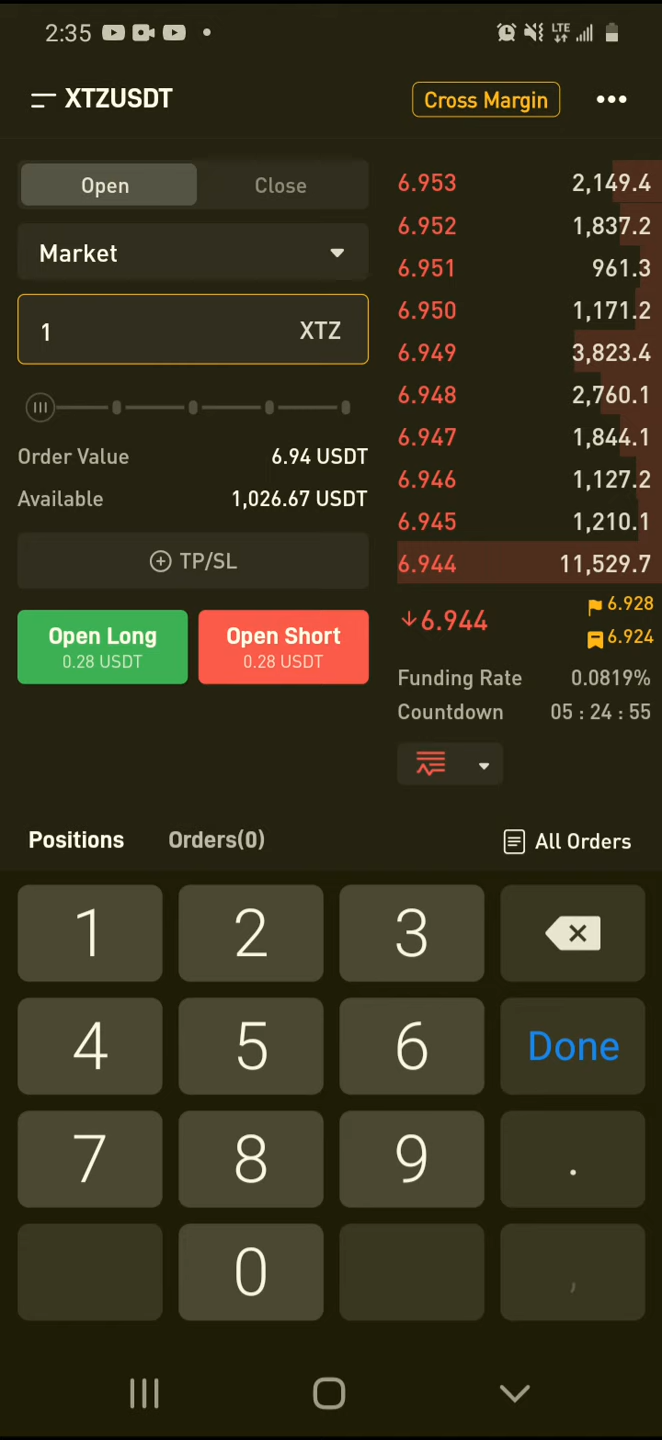 2:35 LTE
XTZUSDT Cross Margin
Open Close
Market
1 XTZ
Order Value 6.94 USDT
Available 1,026.67 USDT
TP/SL
Open Long Open Short
0.28 USDT 0.28 USDT
6.953 2,149.4
6.952 1,837.2
6.951 961.3
6.950 1,171.2
6.949 3,823.4
6.948 2,760.1
6.947 1,844.1
6.946 1,127.2
6.945 1,210.1
6.944 11,529.7
↓6.944 6.928
6.924
Funding Rate 0.0819%
Countdown 05 : 24 : 55
Positions Orders(0) All Orders
1 2 3
4 5 6 Done
7 8 9 .
0 ,